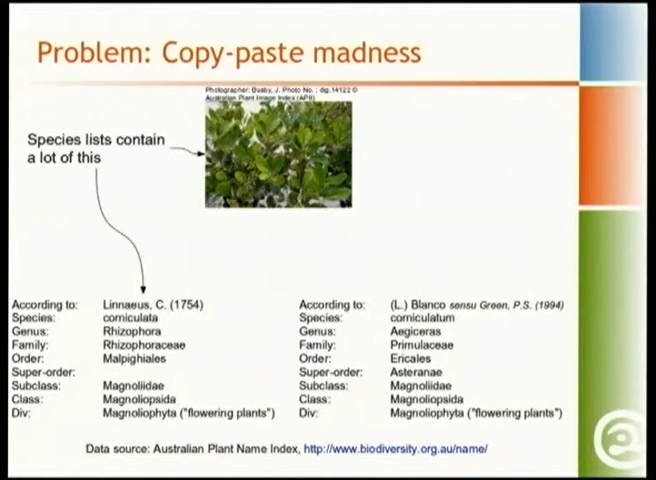 Problem: Copy-paste madness
Photographer: Busby, J. Photo No. : dig.14122 ©
Australian Plant Image Index (APII)
Species lists contain
a lot of this
According to: Linnaeus, C. (1754)
Species: corniculata
Genus: Rhizophora
Family: Rhizophoraceae
Order: Malpighiales
Super-order:
Subclass: Magnoliidae
Class: Magnoliopsida
Div: Magnoliophyta ("flowering plants")
According to: (L.) Blanco sensu Green, P.S. (1994)
Species: corniculatum
Genus: Aegiceras
Family: Primulaceae
Order: Ericales
Super-order: Asteranae
Subclass: Magnoliidae
Class: Magnoliopsida
Div: Magnoliophyta ("flowering plants")
Data source: Australian Plant Name Index, http://www.biodiversity.org.au/name/